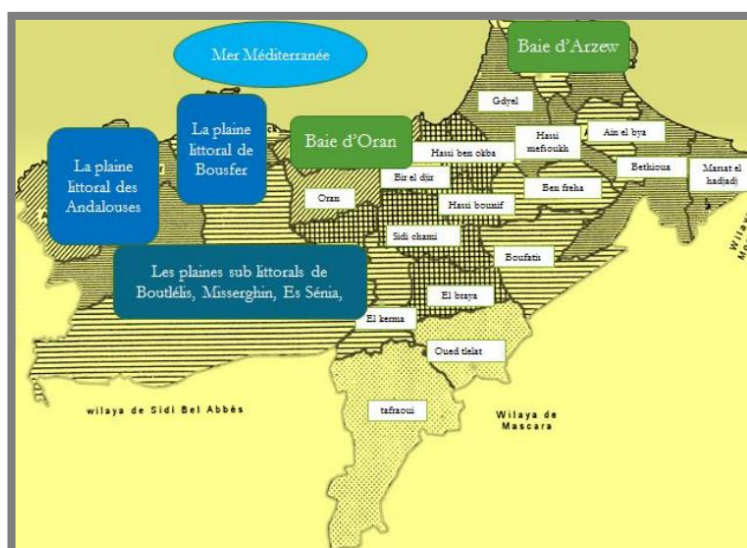 Mer Méditerranée
Baie d'Arzew
La plaine
littoral de
Bousfer
Baie d'Oran
La plaine
littoral des
Andalouses
Gdyel
Hassi
mefsoukh
Ain el bya
Hassi ben okba
Bethioua
Marsat el
hadjadj
Bir el djir
Ben freha
Oran
Hassi bounif
Sidi chami
Boufatis
Les plaines sub littorals de
Boutlélis, Misserghin, Es Sénia,
El braya
El kerma
Oued tlelat
tafraoui
wilaya de Sidi Bel Abbès
Wilaya de
Mascara